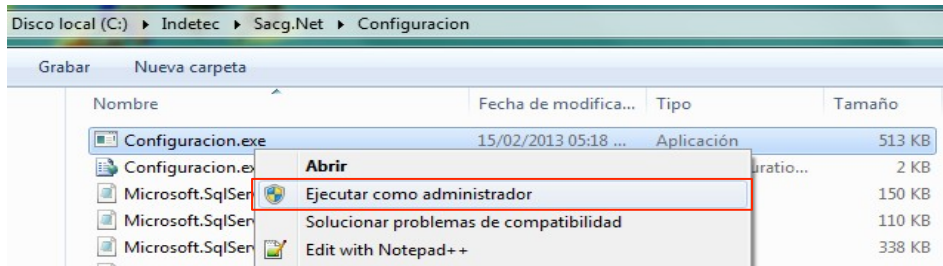 Disco local (C:) ▸ Indetec ▸ Sacg.Net ▸ Configuracion
Grabar Nueva carpeta
Nombre Fecha de modifica... Tipo Tamaño
Configuracion.exe 15/02/2013 05:18 ... Aplicación 513 KB
Configuracion.ex Abrir uratio... 2 KB
Microsoft.SqlSer Ejecutar como administrador 150 KB
Microsoft.SqlSer Solucionar problemas de compatibilidad 110 KB
Microsoft.SqlSer Edit with Notepad++ 338 KB